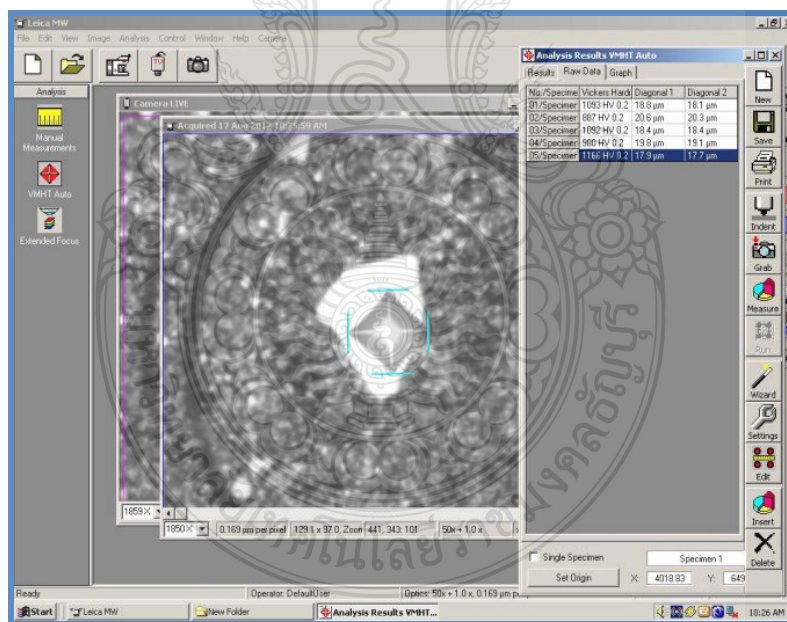 Leica MW
File Edit View Image Analysis Control Window Help Camera
Analysis
Manual Measurements
VMHT Auto
Extended Focus
Camera LIVE
Acquired 17 Aug 2012 10:25:59 AM
1859X
1850X 0.169 µm per pixel 129.1 x 97.0, Zoom 441, 343: 101 50x + 1.0 x
Analysis Results VMHT Auto
Results Raw Data Graph
No./Specime Vickers Hardi Diagonal 1 Diagonal 2
01/Specimer 1093 HV 0.2 18.8 µm 18.1 µm
02/Specimer 887 HV 0.2 20.6 µm 20.3 µm
03/Specimer 1092 HV 0.2 18.4 µm 18.4 µm
04/Specimer 980 HV 0.2 19.8 µm 19.1 µm
05/Specimer 1166 HV 0.2 17.9 µm 17.7 µm
New
Save
Print
Indent
Grab
Measure
Run
Wizard
Settings
Edit
Insert
Delete
Single Specimen Specimen 1
Set Origin X: 4018.83 Y: 649
Ready Operator: DefaultUser Optics: 50x + 1.0 x, 0.169 µm p
Start Leica MW New Folder Analysis Results VMHT... 10:26 AM